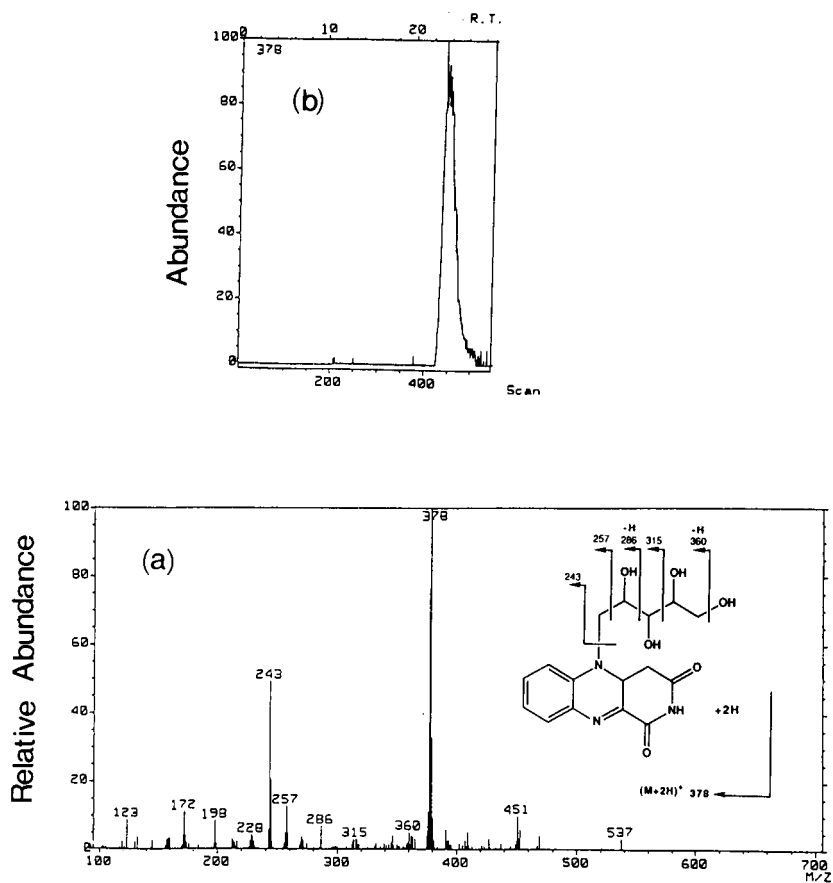 0 10 20 R.T.
100
378
80
(b)
60
Abundance
40
20
0
200 400
Scan
100
378
-H -H
257 286 315 360
(a)
80
243
OH OH
OH
OH
60
243
N
O
Relative Abundance
40
NH +2H
N
O
20
(M+2H)+ 378
123 172 198 228 257 286 315 360 451 537
0
100 200 300 400 500 600 700
M/Z